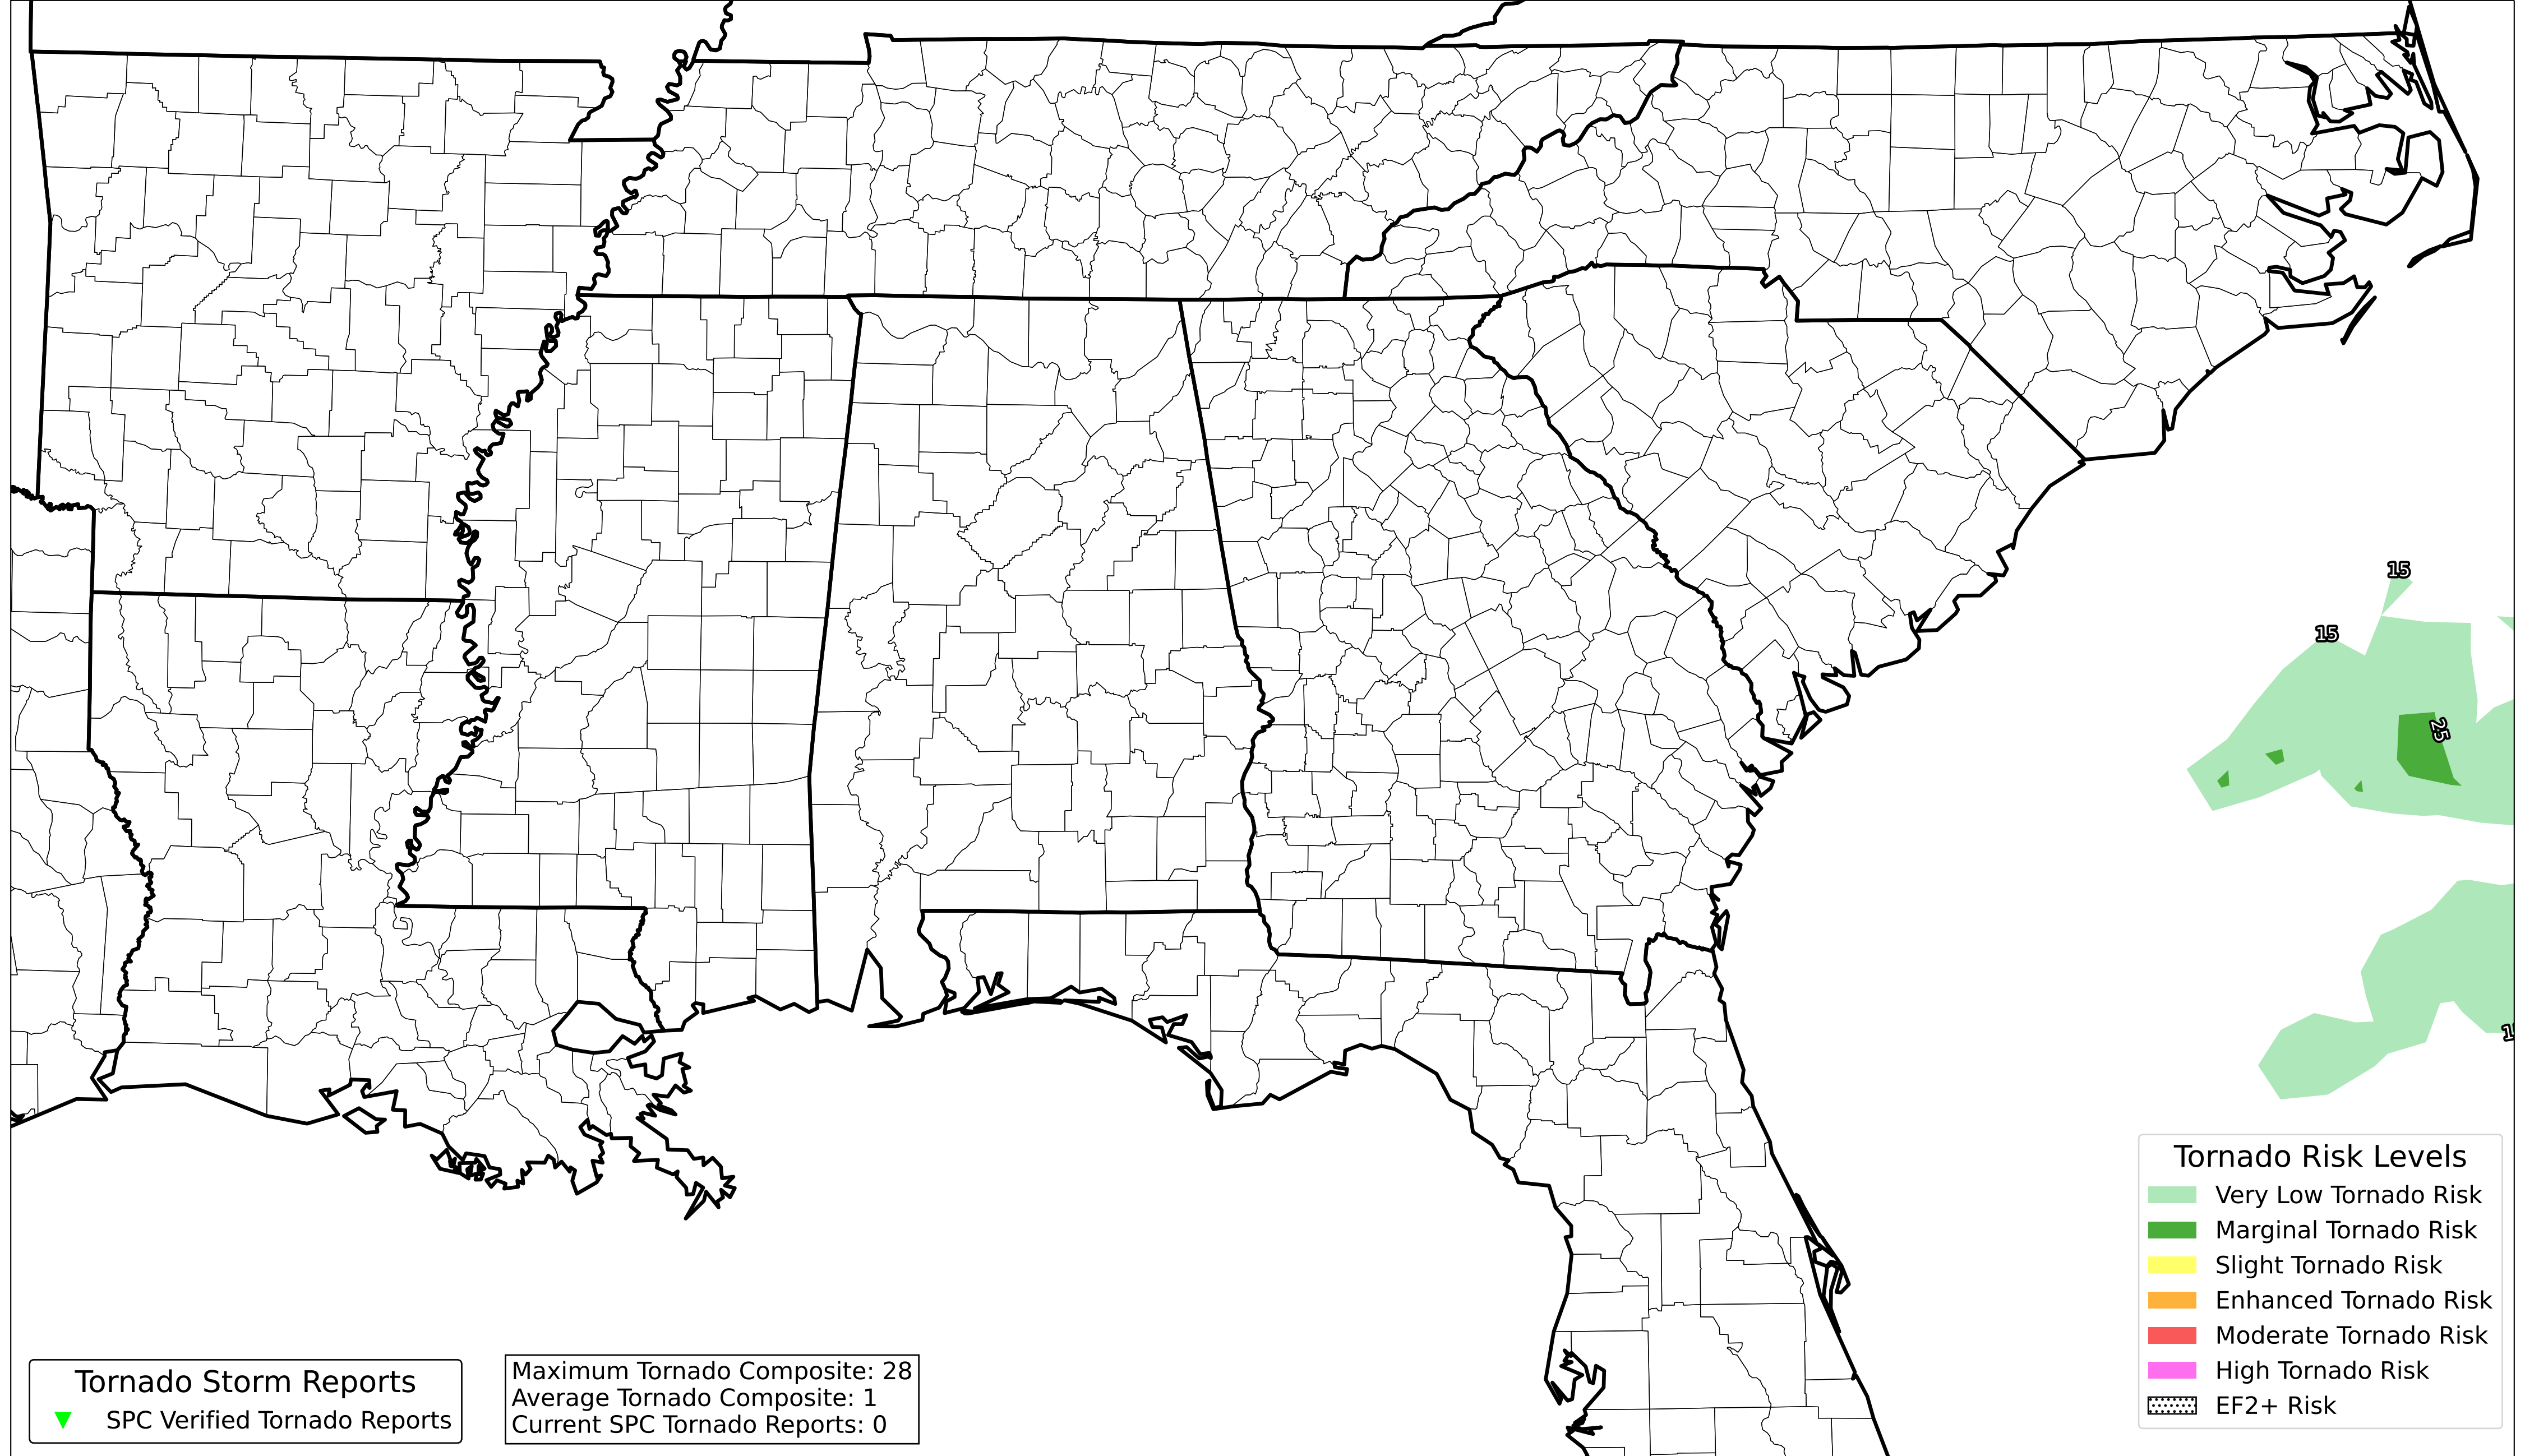 15
15
25
Tornado Risk Levels
Very Low Tornado Risk
Marginal Tornado Risk
Slight Tornado Risk
Enhanced Tornado Risk
Moderate Tornado Risk
High Tornado Risk
EF2+ Risk
Tornado Storm Reports
SPC Verified Tornado Reports
Maximum Tornado Composite: 28
Average Tornado Composite: 1
Current SPC Tornado Reports: 0